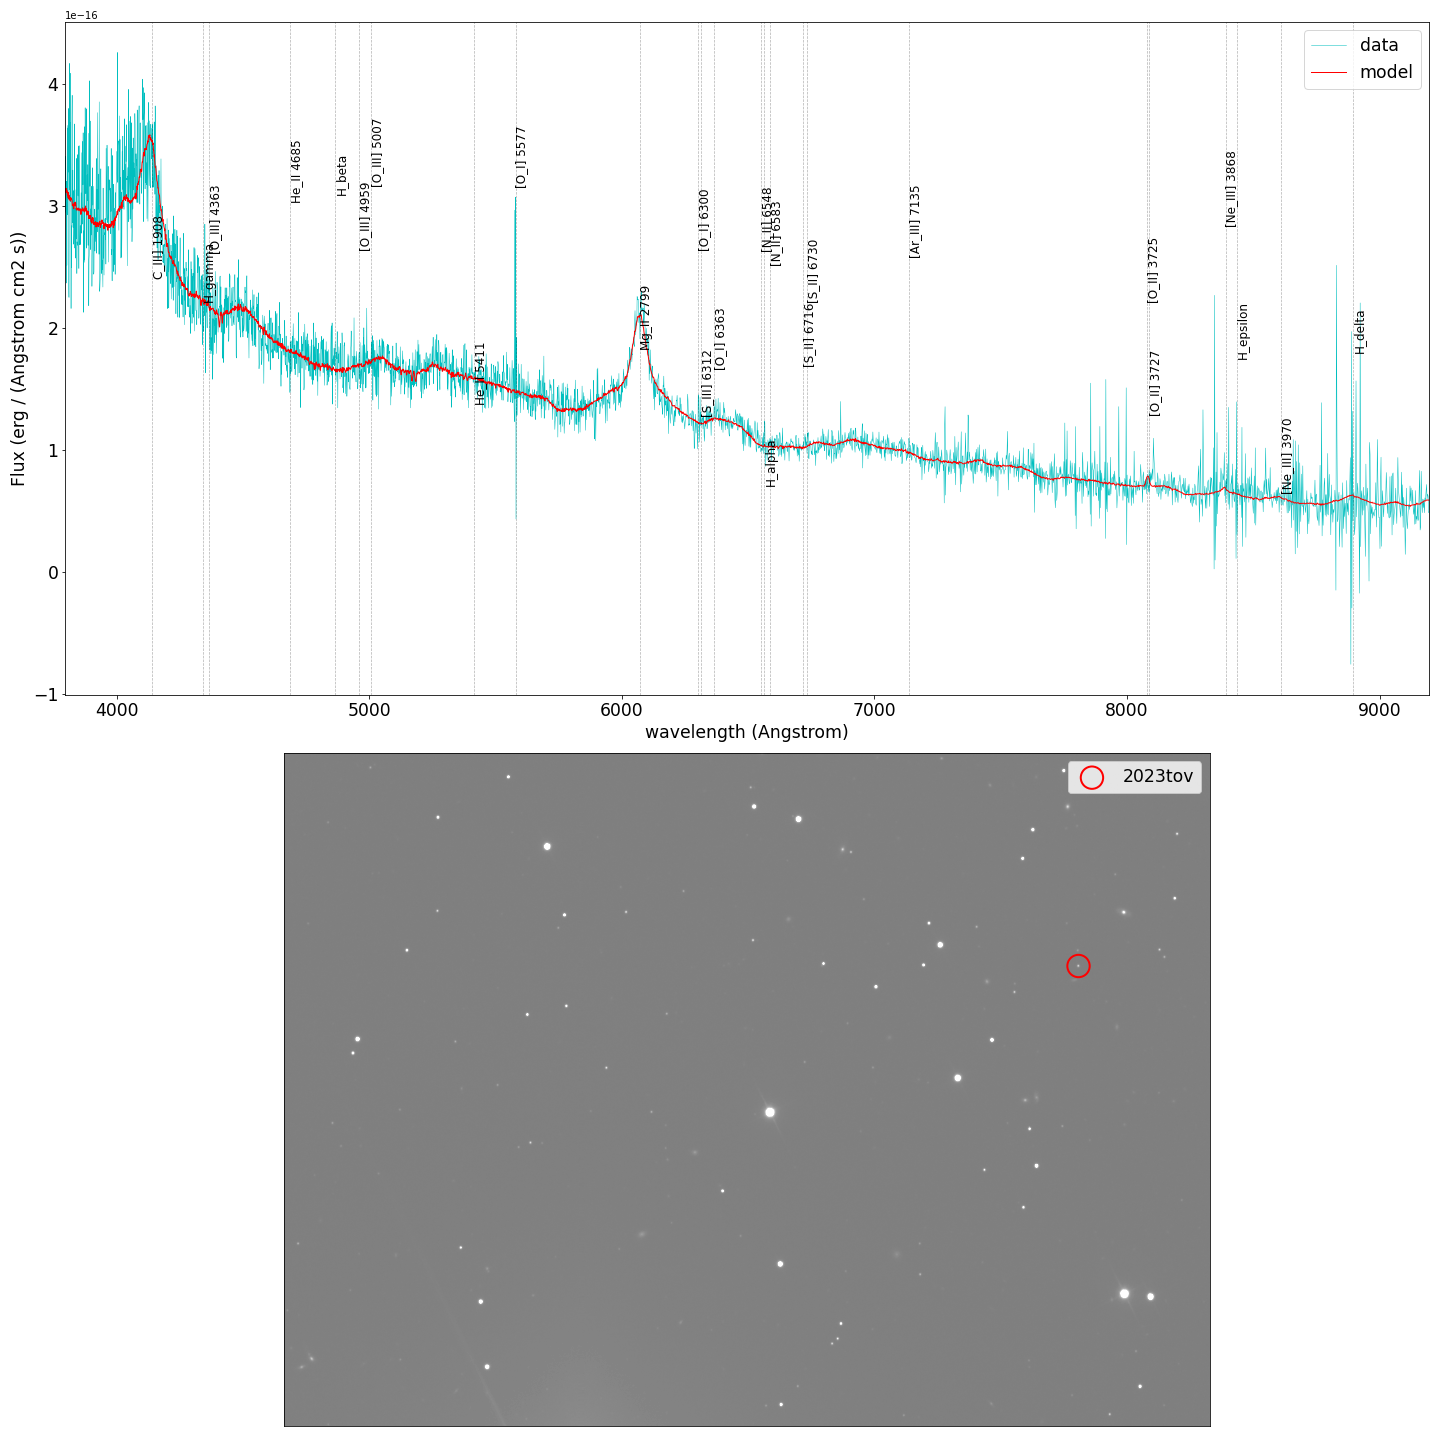 1e−16
Flux (erg / (Angstrom cm2 s))
4
3
2
1
0
−1
data
model
C_III] 1908
H_gamma
[O_III] 4363
He_II 4685
H_beta
[O_III] 4959
[O_III] 5007
He_II 5411
[O_I] 5577
Mg_II 2799
[O_I] 6300
[S_III] 6312
[O_I] 6363
[N_II] 6548
H_alpha
[N_II] 6583
[S_II] 6716
[S_II] 6730
[Ar_III] 7135
[O_II] 3725
[O_II] 3727
[Ne_III] 3868
H_epsilon
[Ne_III] 3970
H_delta
4000 5000 6000 7000 8000 9000
wavelength (Angstrom)
2023tov